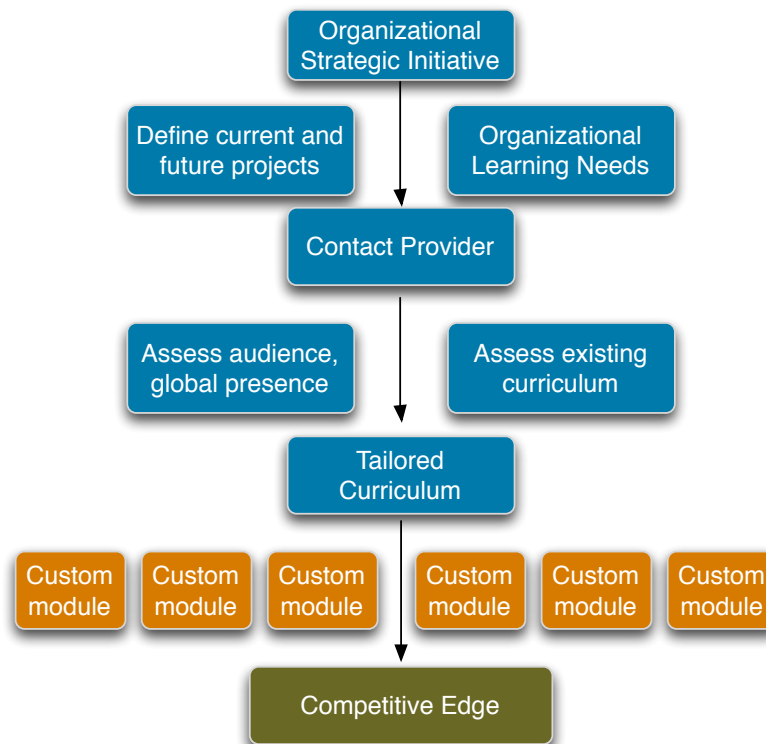 Organizational
Strategic Initiative
Define current and
future projects
Organizational
Learning Needs
Contact Provider
Assess audience,
global presence
Assess existing
curriculum
Tailored
Curriculum
Custom
module
Custom
module
Custom
module
Custom
module
Custom
module
Custom
module
Competitive Edge